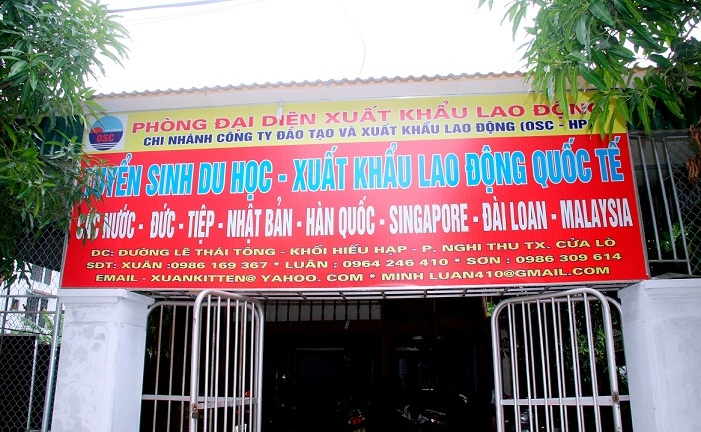 OSC
PHÒNG ĐẠI DIỆN XUẤT KHẨU LAO ĐỘNG
CHI NHÁNH CÔNG TY ĐÀO TẠO VÀ XUẤT KHẨU LAO ĐỘNG (OSC - HP)
TUYỂN SINH DU HỌC - XUẤT KHẨU LAO ĐỘNG QUỐC TẾ
CÁC NƯỚC - ĐỨC - TIỆP - NHẬT BẢN - HÀN QUỐC - SINGAPORE - ĐÀI LOAN - MALAYSIA
DC: ĐƯỜNG LÊ THÁI TÔNG - KHỐI HIẾU HẠP - P. NGHI THU TX. CỬA LÒ
SĐT: XUÂN :0986 169 367 * LUÂN : 0964 246 410 * SƠN : 0986 309 614
EMAIL - XUANKITTEN@ YAHOO. COM * MINH LUAN410@GMAIL.COM